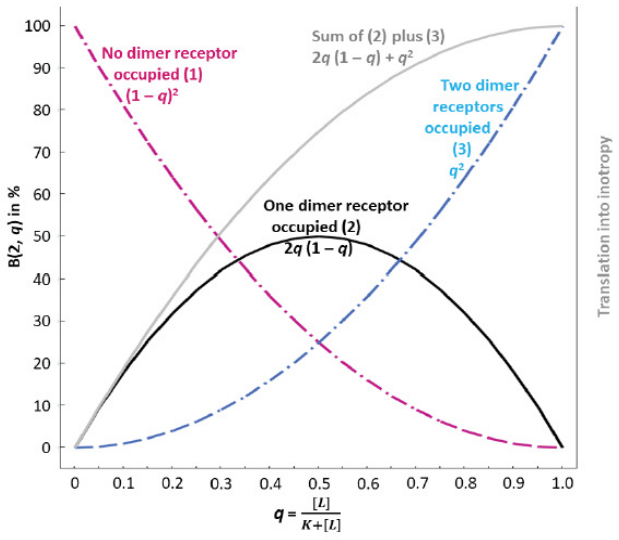 No dimer receptor
occupied (1)
(1 – q)²
Sum of (2) plus (3)
2q (1 – q) + q²
Two dimer
receptors
occupied
(3)
q²
One dimer receptor
occupied (2)
2q (1 – q)
B(2, q) in %
100
90
80
70
60
50
40
30
20
10
0
0 0.1 0.2 0.3 0.4 0.5 0.6 0.7 0.8 0.9 1.0
q = [L] / K+[L]
Translation into inotropy